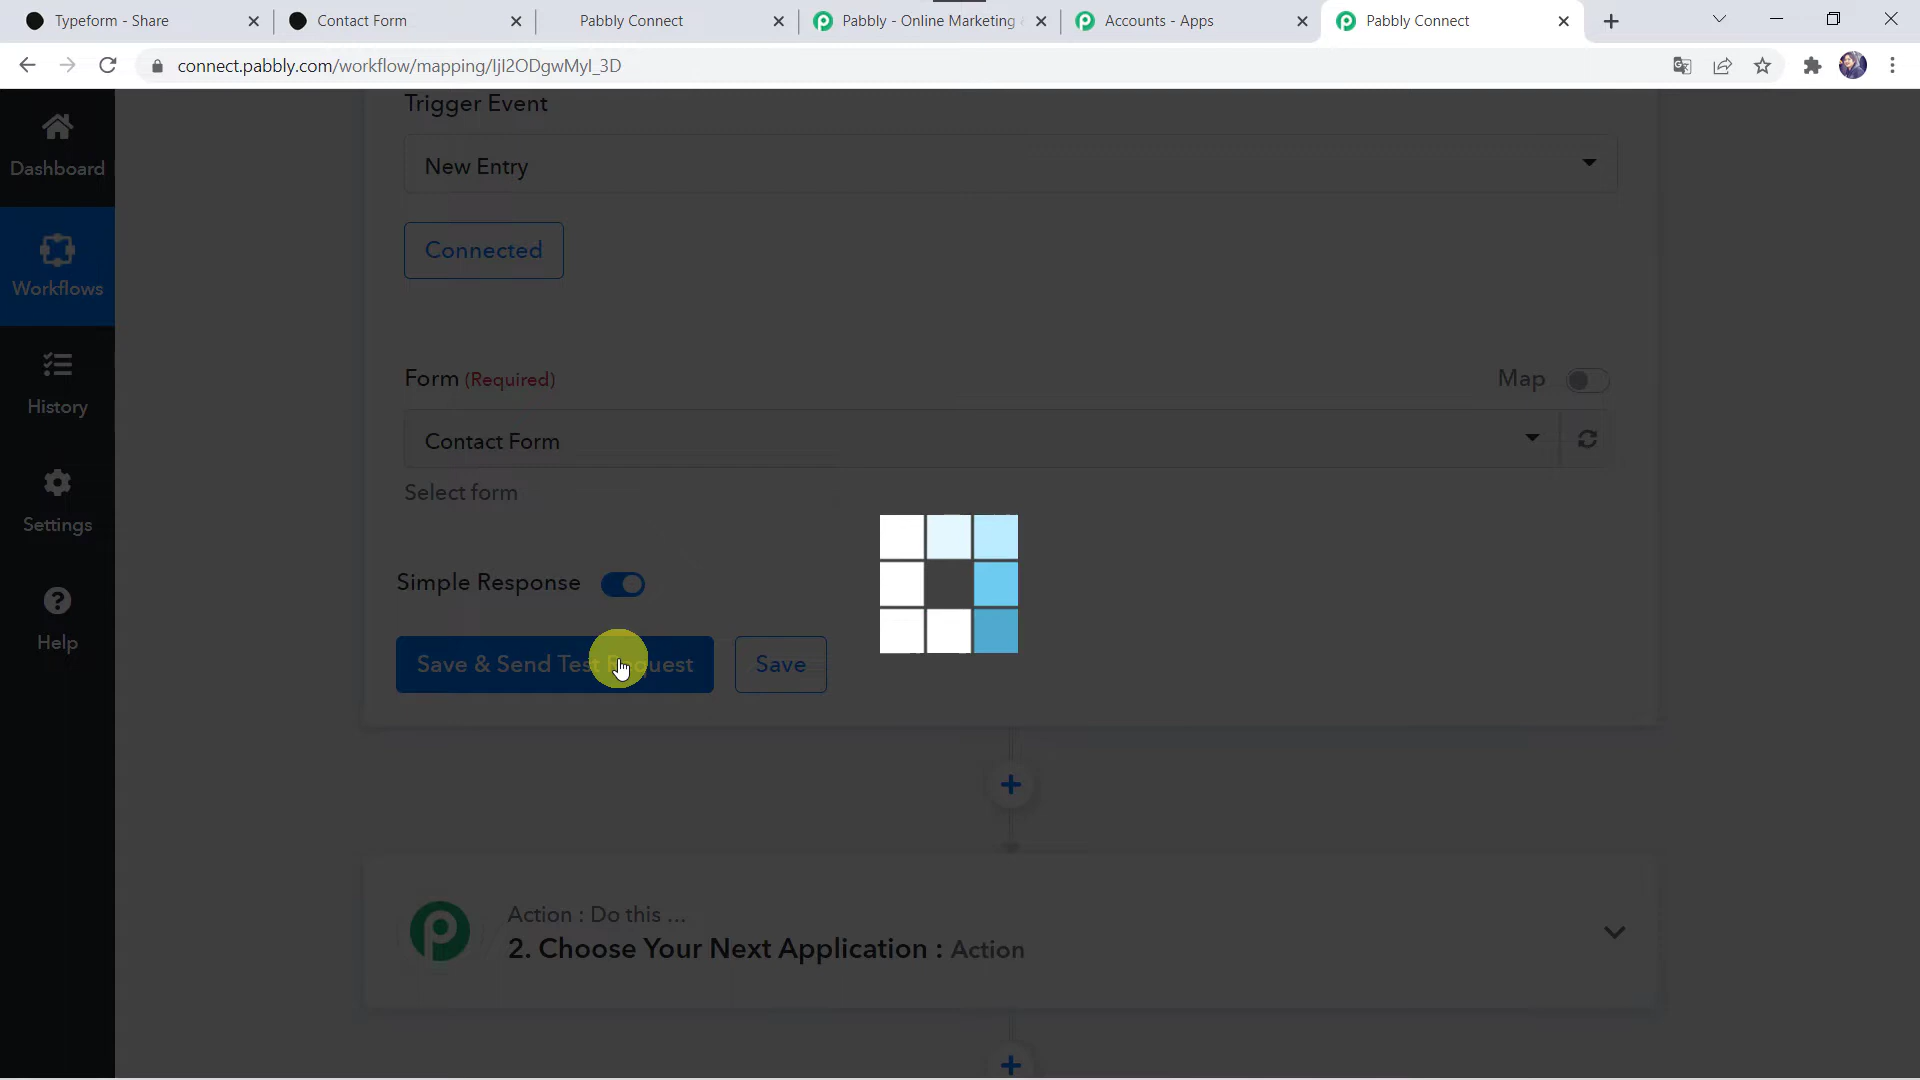 Typeform - Share
Contact Form
Pabbly Connect
Pabbly - Online Marketing
Accounts - Apps
Pabbly Connect
connect.pabbly.com/workflow/mapping/IjI2ODgwMyI_3D
Trigger Event
New Entry
Dashboard
Connected
Workflows
Form (Required)
Map
History
Contact Form
Select form
Settings
Simple Response
Help
Save & Send Test Request
Save
Action : Do this ...
2. Choose Your Next Application : Action